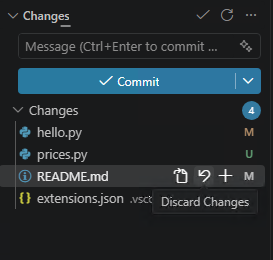 Changes
Message (Ctrl+Enter to commit ...
Commit
Changes 4
hello.py M
prices.py U
README.md M
extensions.json .vsct
Discard Changes